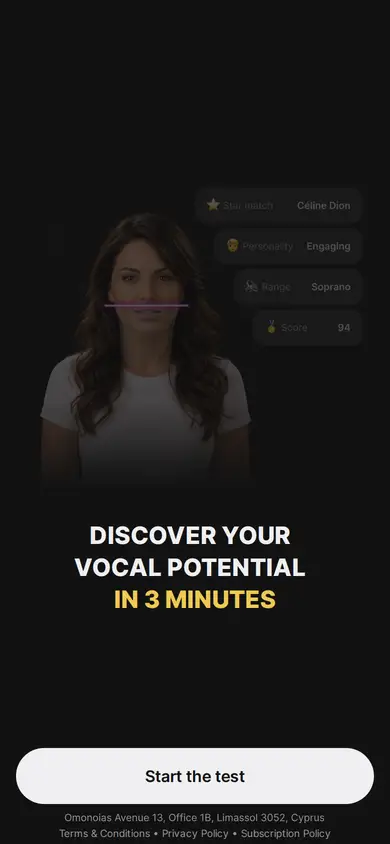 Star match Céline Dion
Personality Engaging
Range Soprano
Score 94
DISCOVER YOUR
VOCAL POTENTIAL
IN 3 MINUTES
Start the test
Omonoias Avenue 13, Office 1B, Limassol 3052, Cyprus
Terms & Conditions • Privacy Policy • Subscription Policy